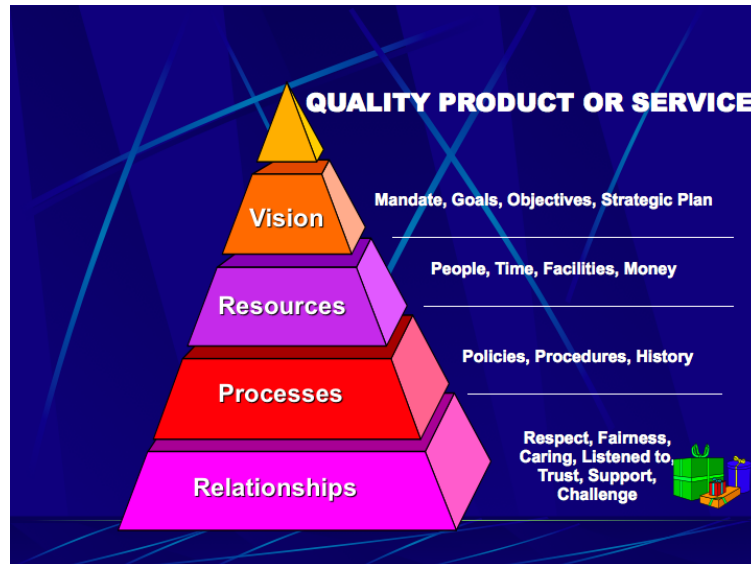 QUALITY PRODUCT OR SERVICE
Vision
Mandate, Goals, Objectives, Strategic Plan
Resources
People, Time, Facilities, Money
Processes
Policies, Procedures, History
Relationships
Respect, Fairness,
Caring, Listened to,
Trust, Support,
Challenge